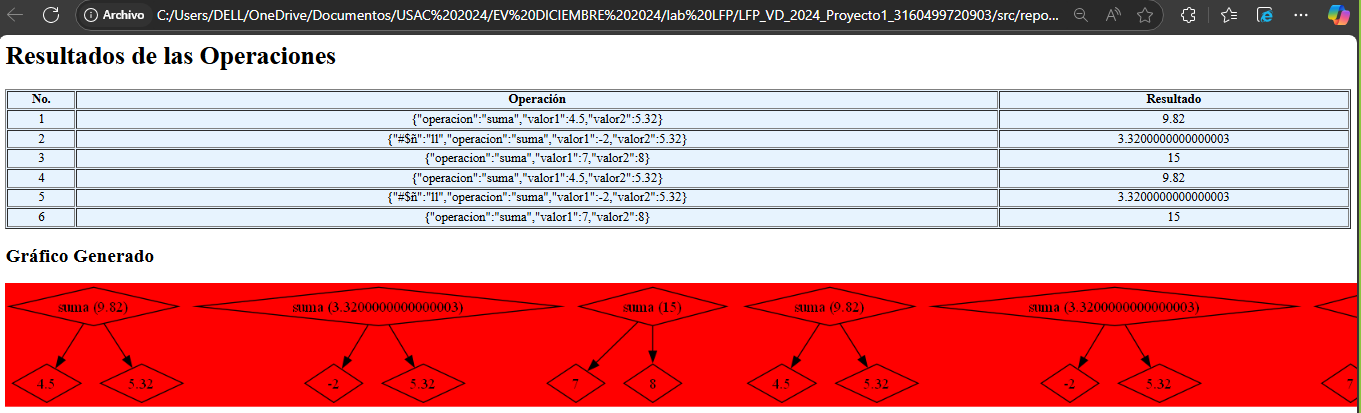 Archivo C:/Users/DELL/OneDrive/Documentos/USAC%202024/EV%20DICIEMBRE%202024/lab%20LFP/LFP_VD_2024_Proyecto1_3160499720903/src/repo...
Resultados de las Operaciones
No. Operación Resultado
1 {"operacion":"suma","valor1":4.5,"valor2":5.32} 9.82
2 {"#$ñ":"11","operacion":"suma","valor1":-2,"valor2":5.32} 3.3200000000000003
3 {"operacion":"suma","valor1":7,"valor2":8} 15
4 {"operacion":"suma","valor1":4.5,"valor2":5.32} 9.82
5 {"#$ñ":"11","operacion":"suma","valor1":-2,"valor2":5.32} 3.3200000000000003
6 {"operacion":"suma","valor1":7,"valor2":8} 15
Gráfico Generado
suma (9.82) suma (3.3200000000000003) suma (15) suma (9.82) suma (3.3200000000000003)
4.5 5.32 -2 5.32 7 8 4.5 5.32 -2 5.32 7